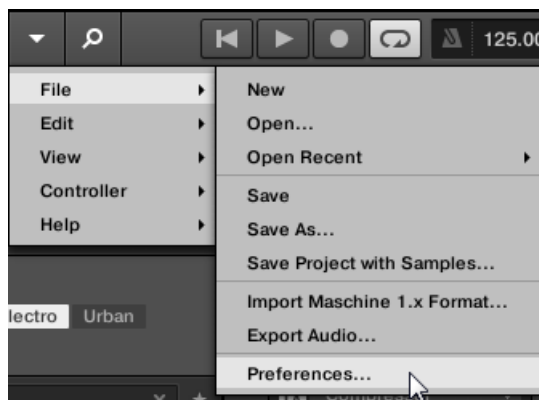 125.00
File
Edit
View
Controller
Help
New
Open...
Open Recent
Save
Save As...
Save Project with Samples...
Import Maschine 1.x Format...
Export Audio...
Preferences...
lectro Urban